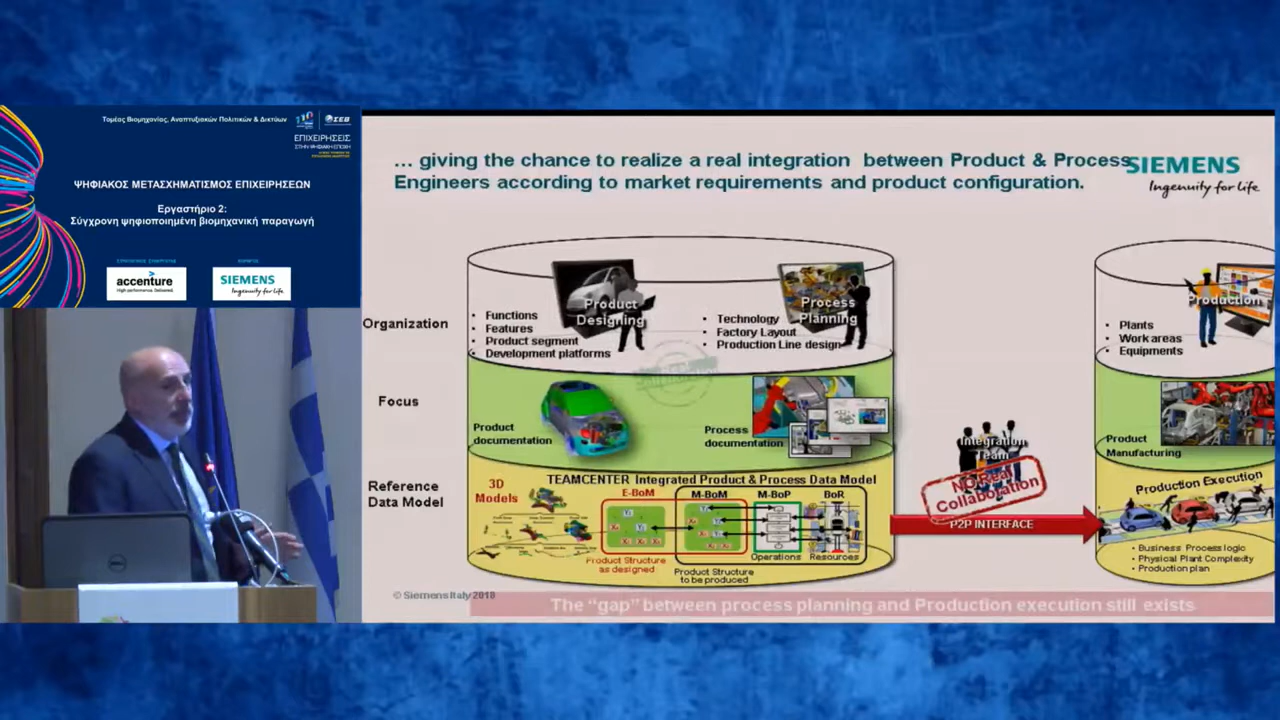 Τομέας Βιομηχανίας, Αναπτυξιακών Πολιτικών & Δικτύων
ΣΕΒ
ΕΠΙΧΕΙΡΗΣΕΙΣ
ΣΤΗΝ ΨΗΦΙΑΚΗ ΕΠΟΧΗ
ΨΗΦΙΑΚΟΣ ΜΕΤΑΣΧΗΜΑΤΙΣΜΟΣ ΕΠΙΧΕΙΡΗΣΕΩΝ
Εργαστήριο 2:
Σύγχρονη ψηφιοποιημένη βιομηχανική παραγωγή
accenture
High performance. Delivered.
SIEMENS
Ingenuity for life
DELL
… giving the chance to realize a real integration between Product & Process
Engineers according to market requirements and product configuration.
SIEMENS
Ingenuity for life
Organization
• Functions
• Features
• Product segment
• Development platforms
Product
Designing
• Technology
• Factory Layout
• Production Line design
Process
Planning
Production
• Plants
• Work areas
• Equipments
Focus
Product
documentation
Process
documentation
Product
Manufacturing
Reference
Data Model
TEAMCENTER Integrated Product & Process Data Model
3D
Models
E-BoM
M-BoM
M-BoP
BoR
Operations
Resources
Product Structure
as designed
Product Structure
to be produced
Integration
Team
NO Real
Collaboration
P2P INTERFACE
Production Execution
• Business Process logic
• Physical Plant Complexity
• Production plan
© Siemens Italy 2019
The “gap” between process planning and Production execution still exists